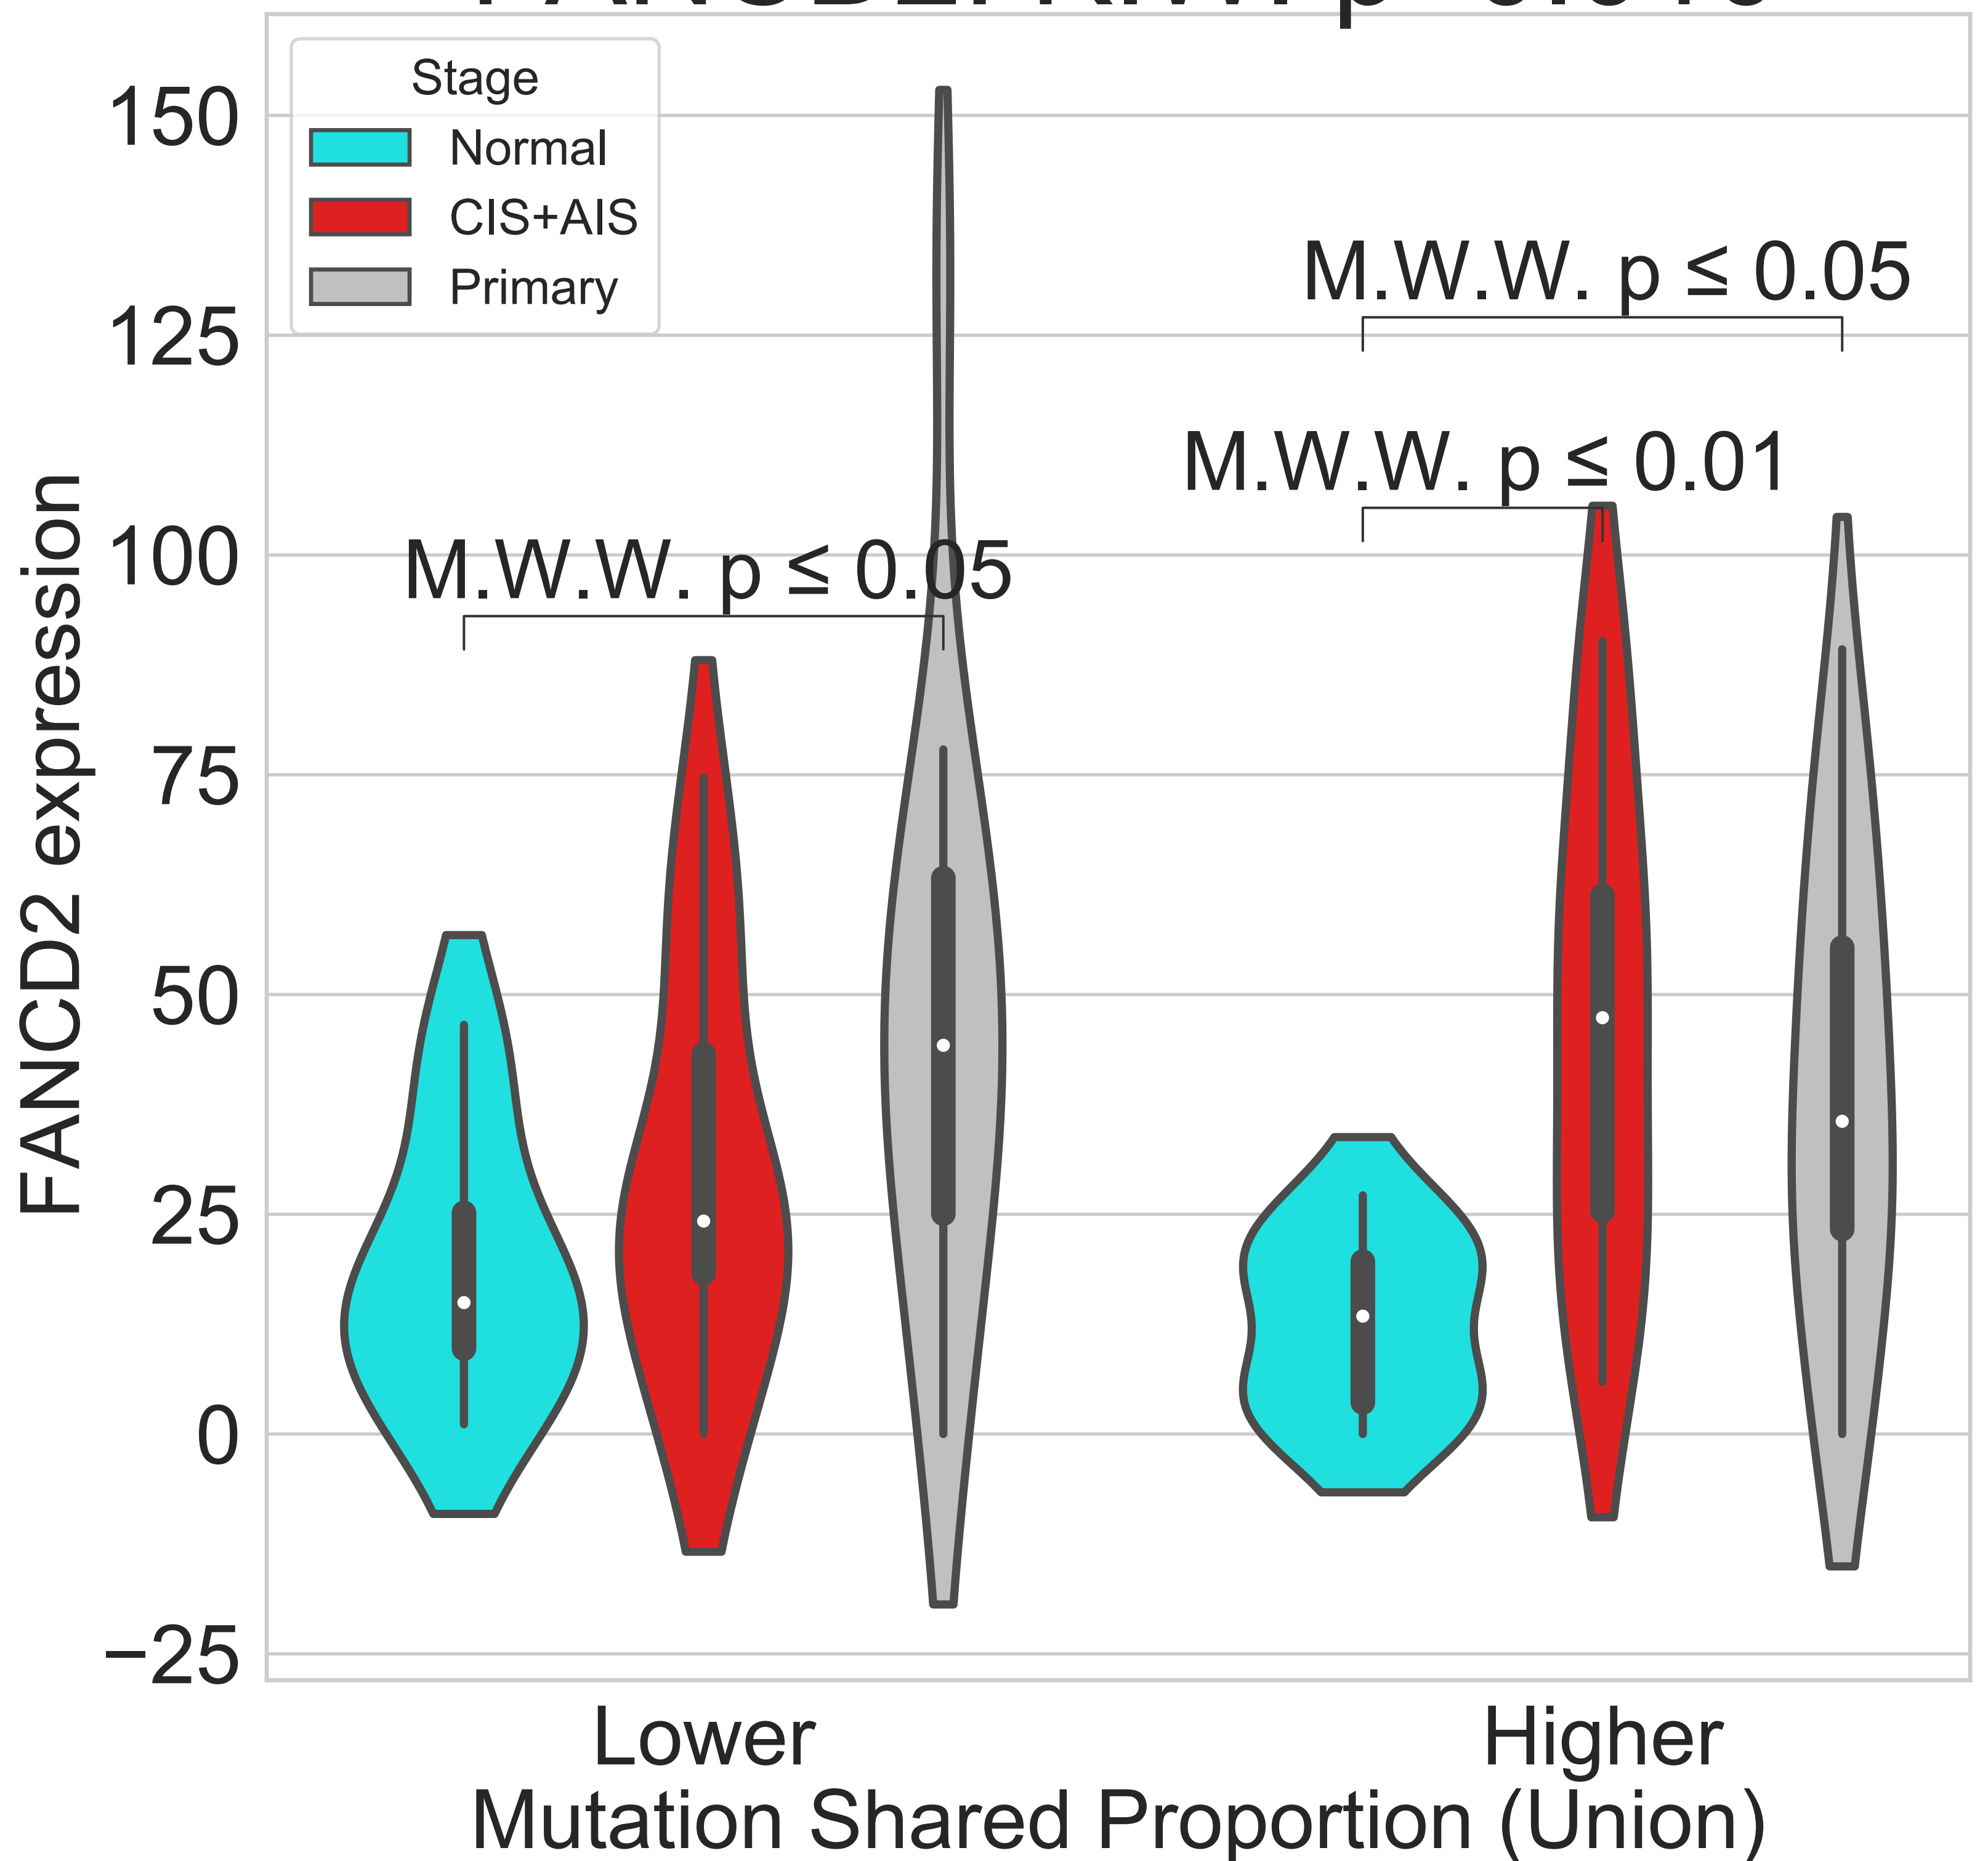 Stage
Normal
CIS+AIS
Primary
M.W.W. p ≤ 0.05
M.W.W. p ≤ 0.01
M.W.W. p ≤ 0.05
150
125
100
75
50
25
0
−25
FANCD2 expression
Lower
Higher
Mutation Shared Proportion (Union)